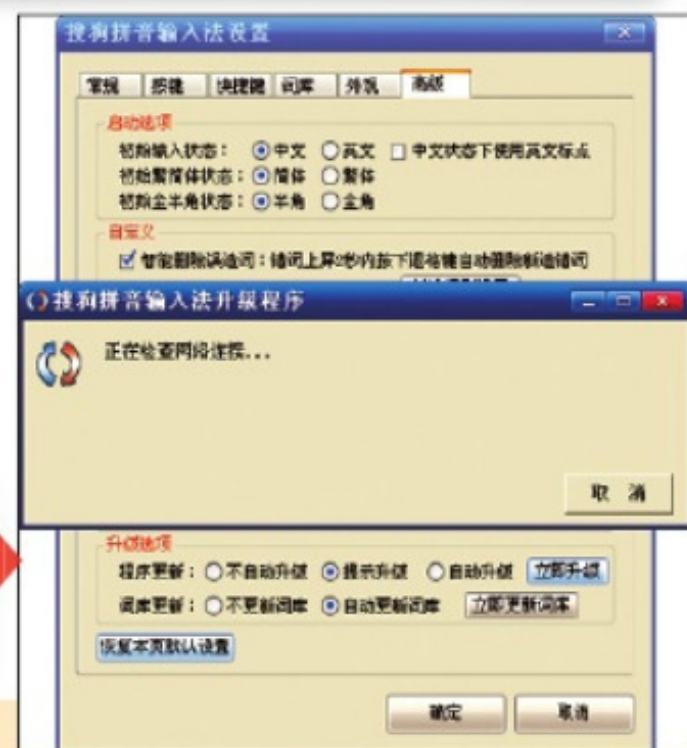 搜狗拼音输入法设置
常规 按键 快捷键 词库 外观 高级
启动选项
初始输入状态： 中文 英文 中文状态下使用英文标点
初始繁简体状态： 简体 繁体
初始全半角状态： 半角 全角
自定义
智能删除误造词：错词上屏2秒内按下退格键自动删除新造错词
搜狗拼音输入法升级程序
正在检查网络连接...
取 消
升级选项
程序更新： 不自动升级 提示升级 自动升级 立即升级
词库更新： 不更新词库 自动更新词库 立即更新词库
恢复本页默认设置
确定 取消